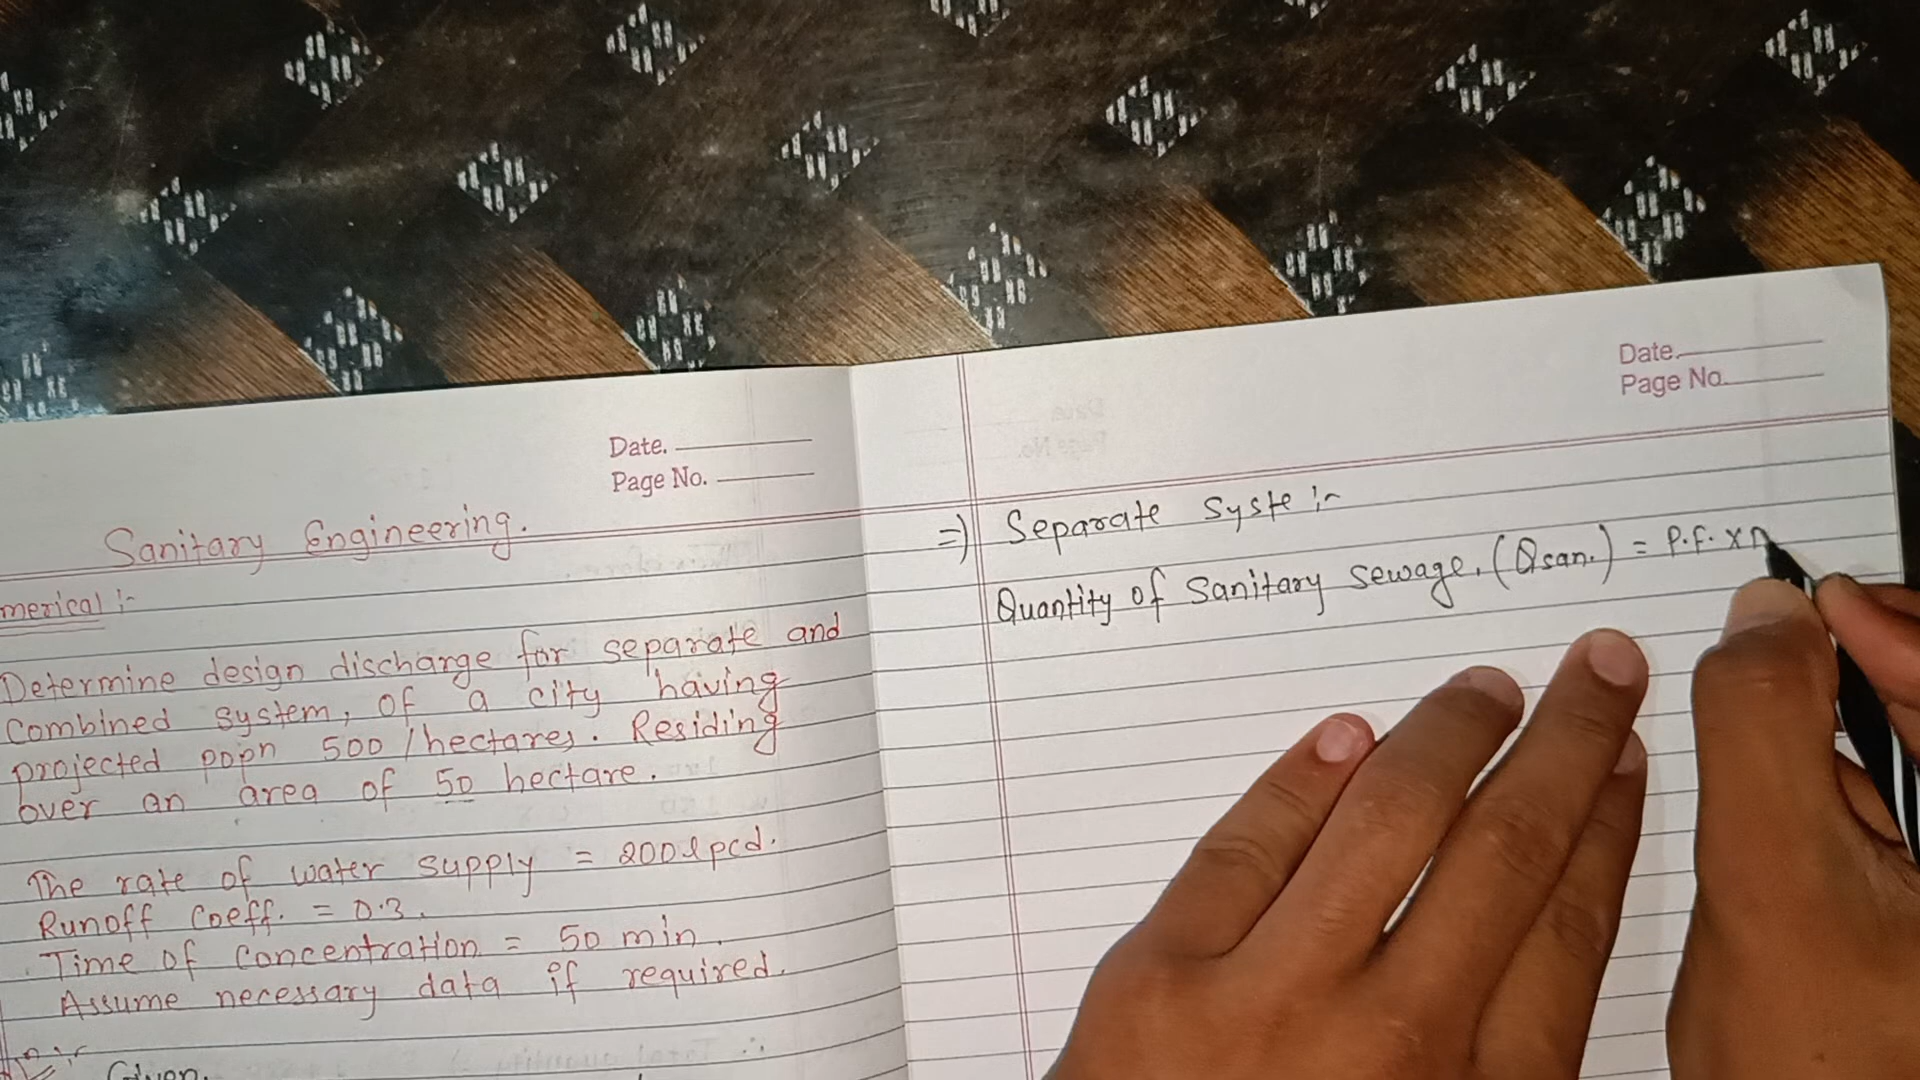 Date.
Page No.
Sanitary Engineering.
merical :-
Determine design discharge for separate and
Combined system, of a city having
projected popn 500 / hectares. Residing
over an area of 50 hectare.
The rate of water supply = 200 lpcd.
Runoff Coeff. = 0.3.
Time of Concentration = 50 min.
Assume necessary data if required.
Given.
Date.
Page No.
=) Separate Syste :-
Quantity of Sanitary Sewage. (Qsan.) = P.F. ×